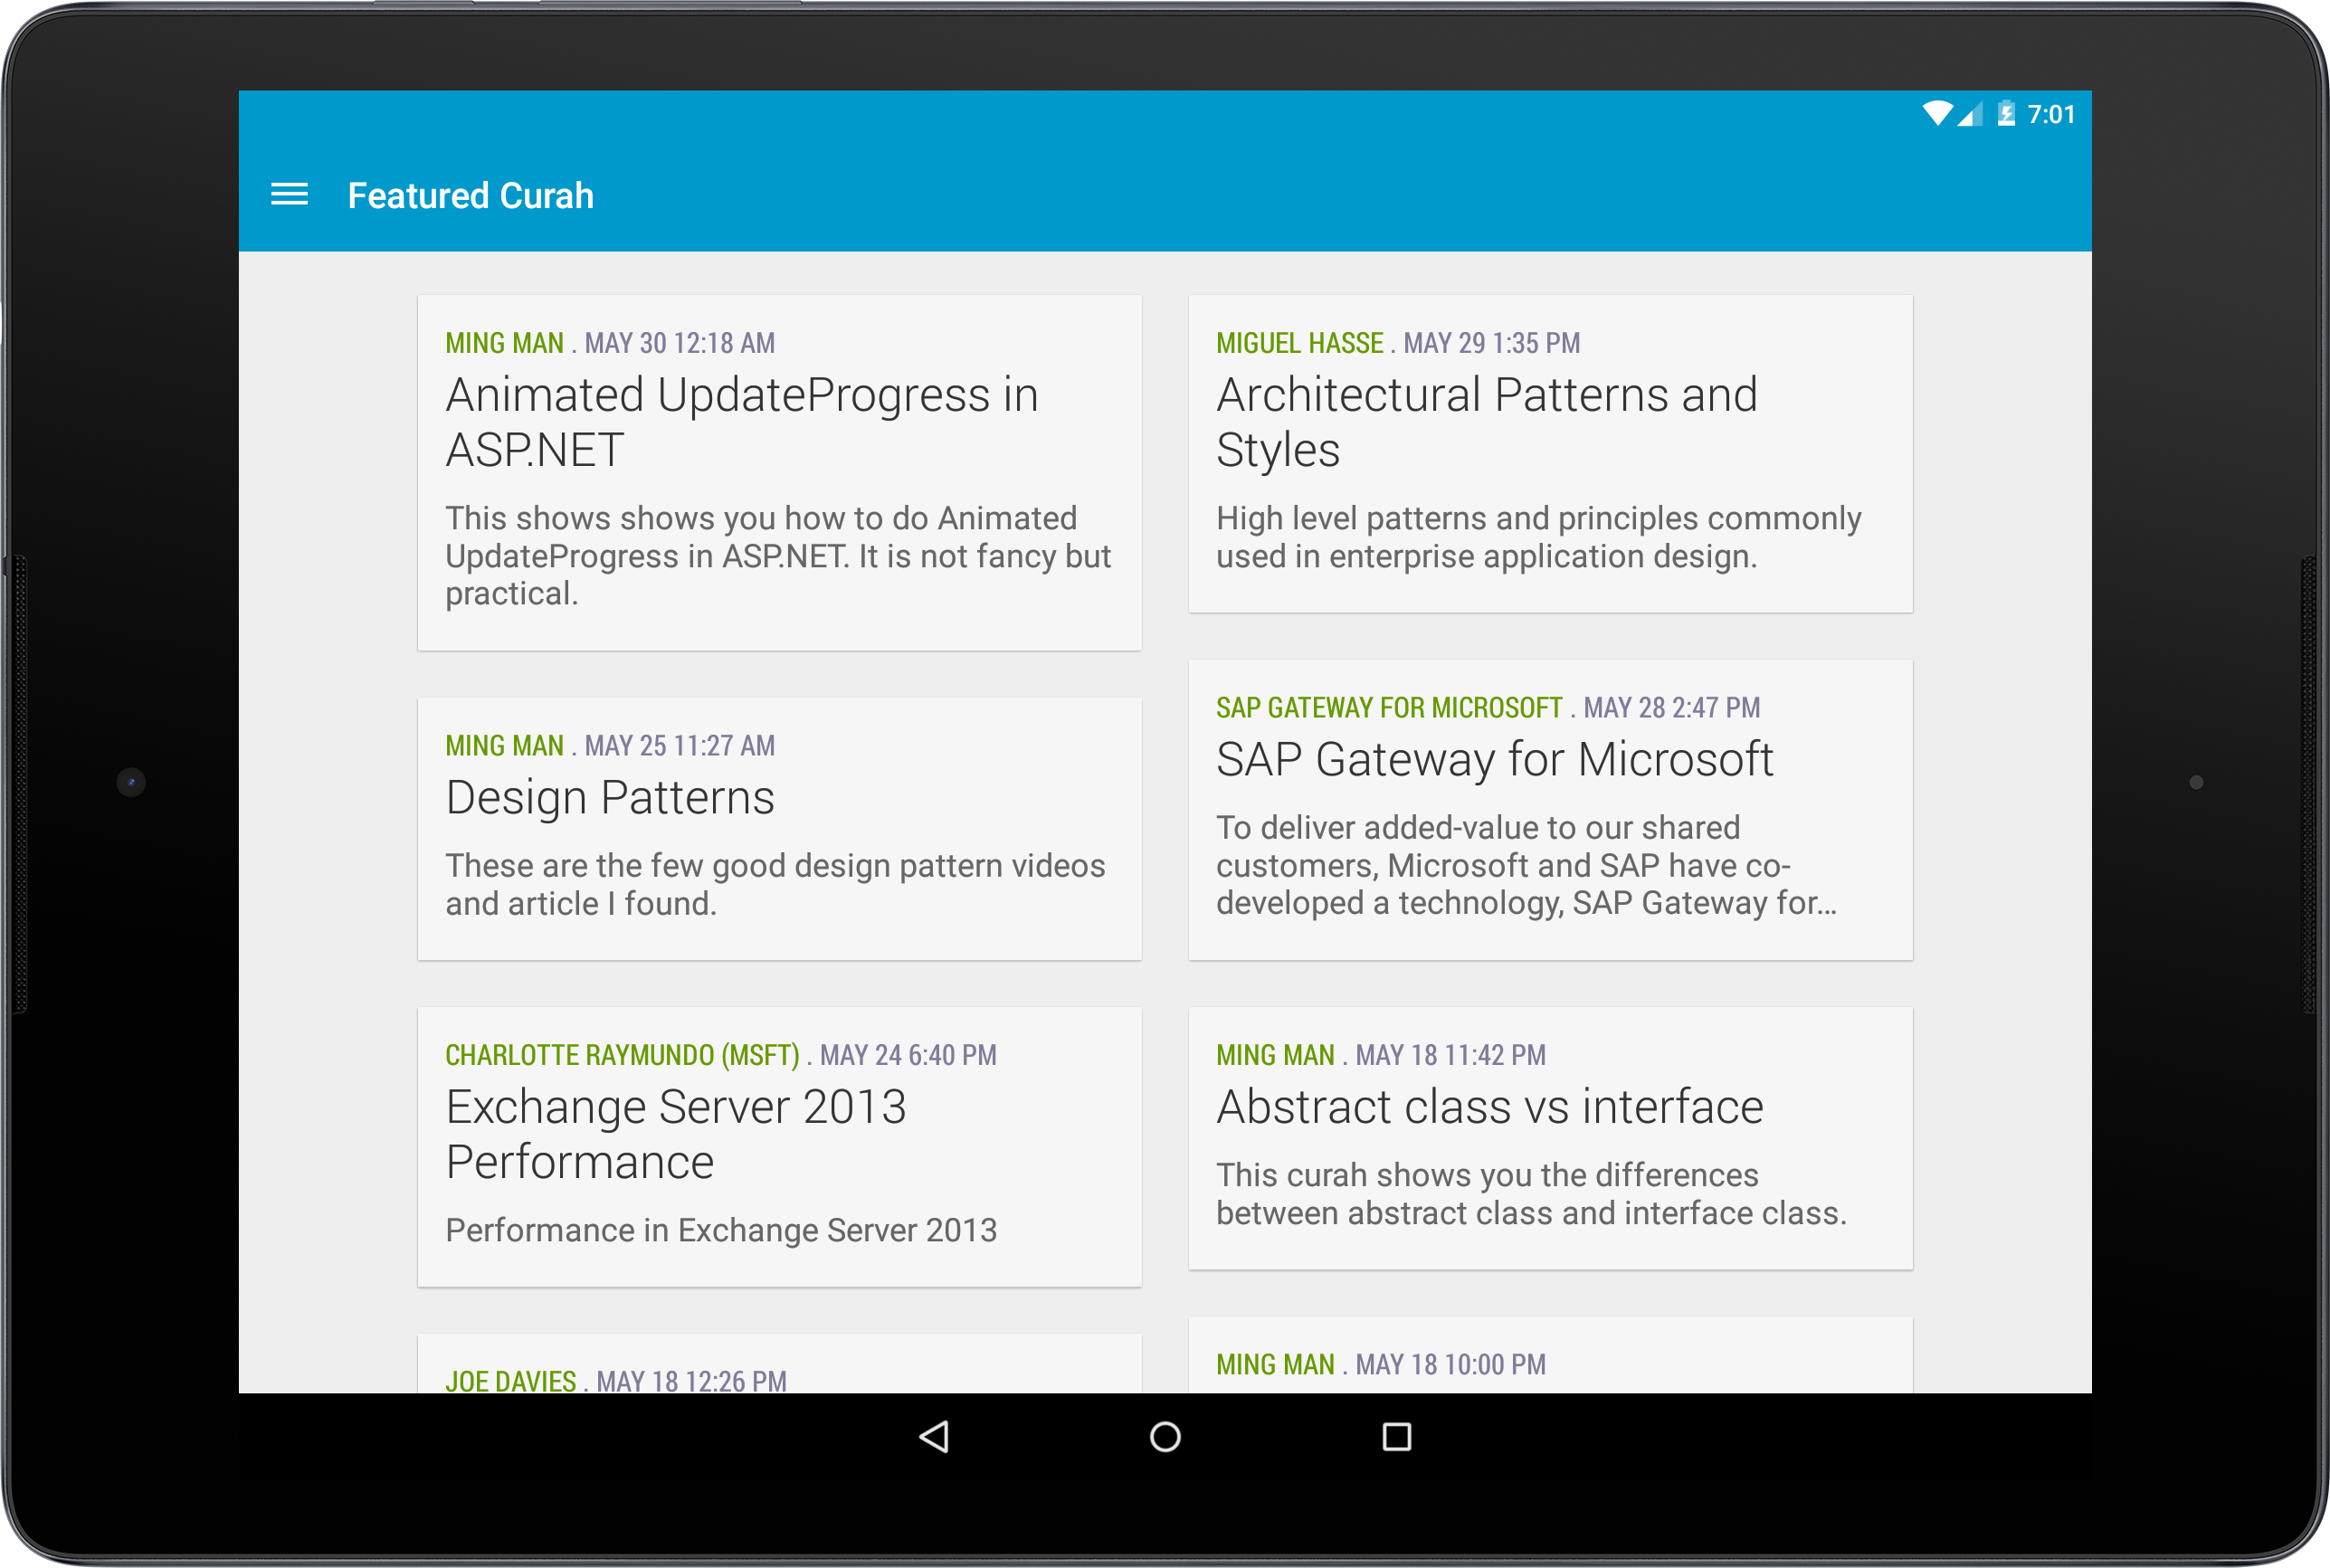 7:01
Featured Curah
MING MAN . MAY 30 12:18 AM
Animated UpdateProgress in
ASP.NET
This shows shows you how to do Animated
UpdateProgress in ASP.NET. It is not fancy but
practical.
MING MAN . MAY 25 11:27 AM
Design Patterns
These are the few good design pattern videos
and article I found.
CHARLOTTE RAYMUNDO (MSFT) . MAY 24 6:40 PM
Exchange Server 2013
Performance
Performance in Exchange Server 2013
JOE DAVIES . MAY 18 12:26 PM
MIGUEL HASSE . MAY 29 1:35 PM
Architectural Patterns and
Styles
High level patterns and principles commonly
used in enterprise application design.
SAP GATEWAY FOR MICROSOFT . MAY 28 2:47 PM
SAP Gateway for Microsoft
To deliver added-value to our shared
customers, Microsoft and SAP have co-
developed a technology, SAP Gateway for...
MING MAN . MAY 18 11:42 PM
Abstract class vs interface
This curah shows you the differences
between abstract class and interface class.
MING MAN . MAY 18 10:00 PM